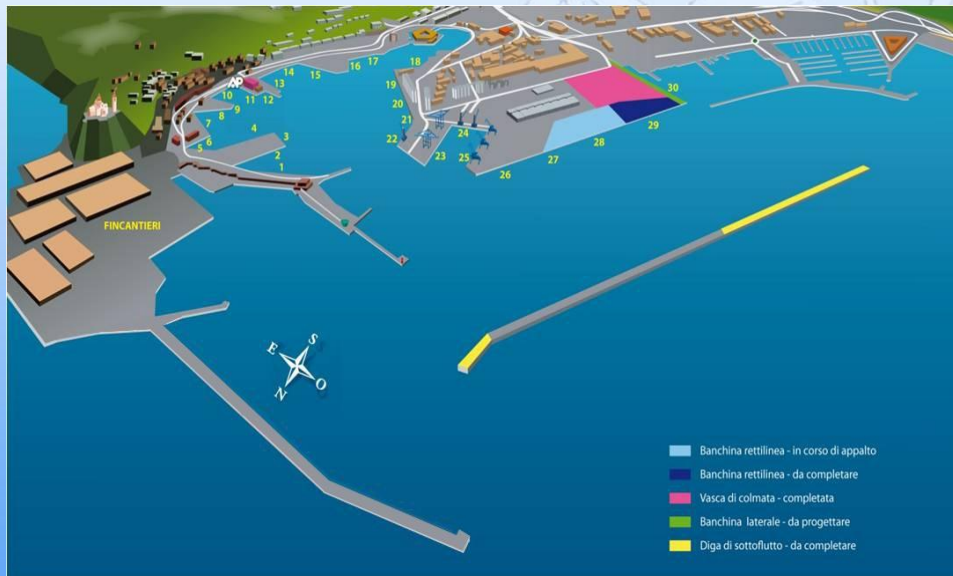 17
16
18
15
14
13
12
11
10
AP
9
8
7
6
5
4
3
2
1
19
20
21
22
23
24
25
26
27
28
29
30
FINCANTIERI
S
E
O
N
Banchina rettilinea - in corso di appalto
Banchina rettilinea - da completare
Vasca di colmata - completata
Banchina laterale - da progettare
Diga di sottoflutto - da completare